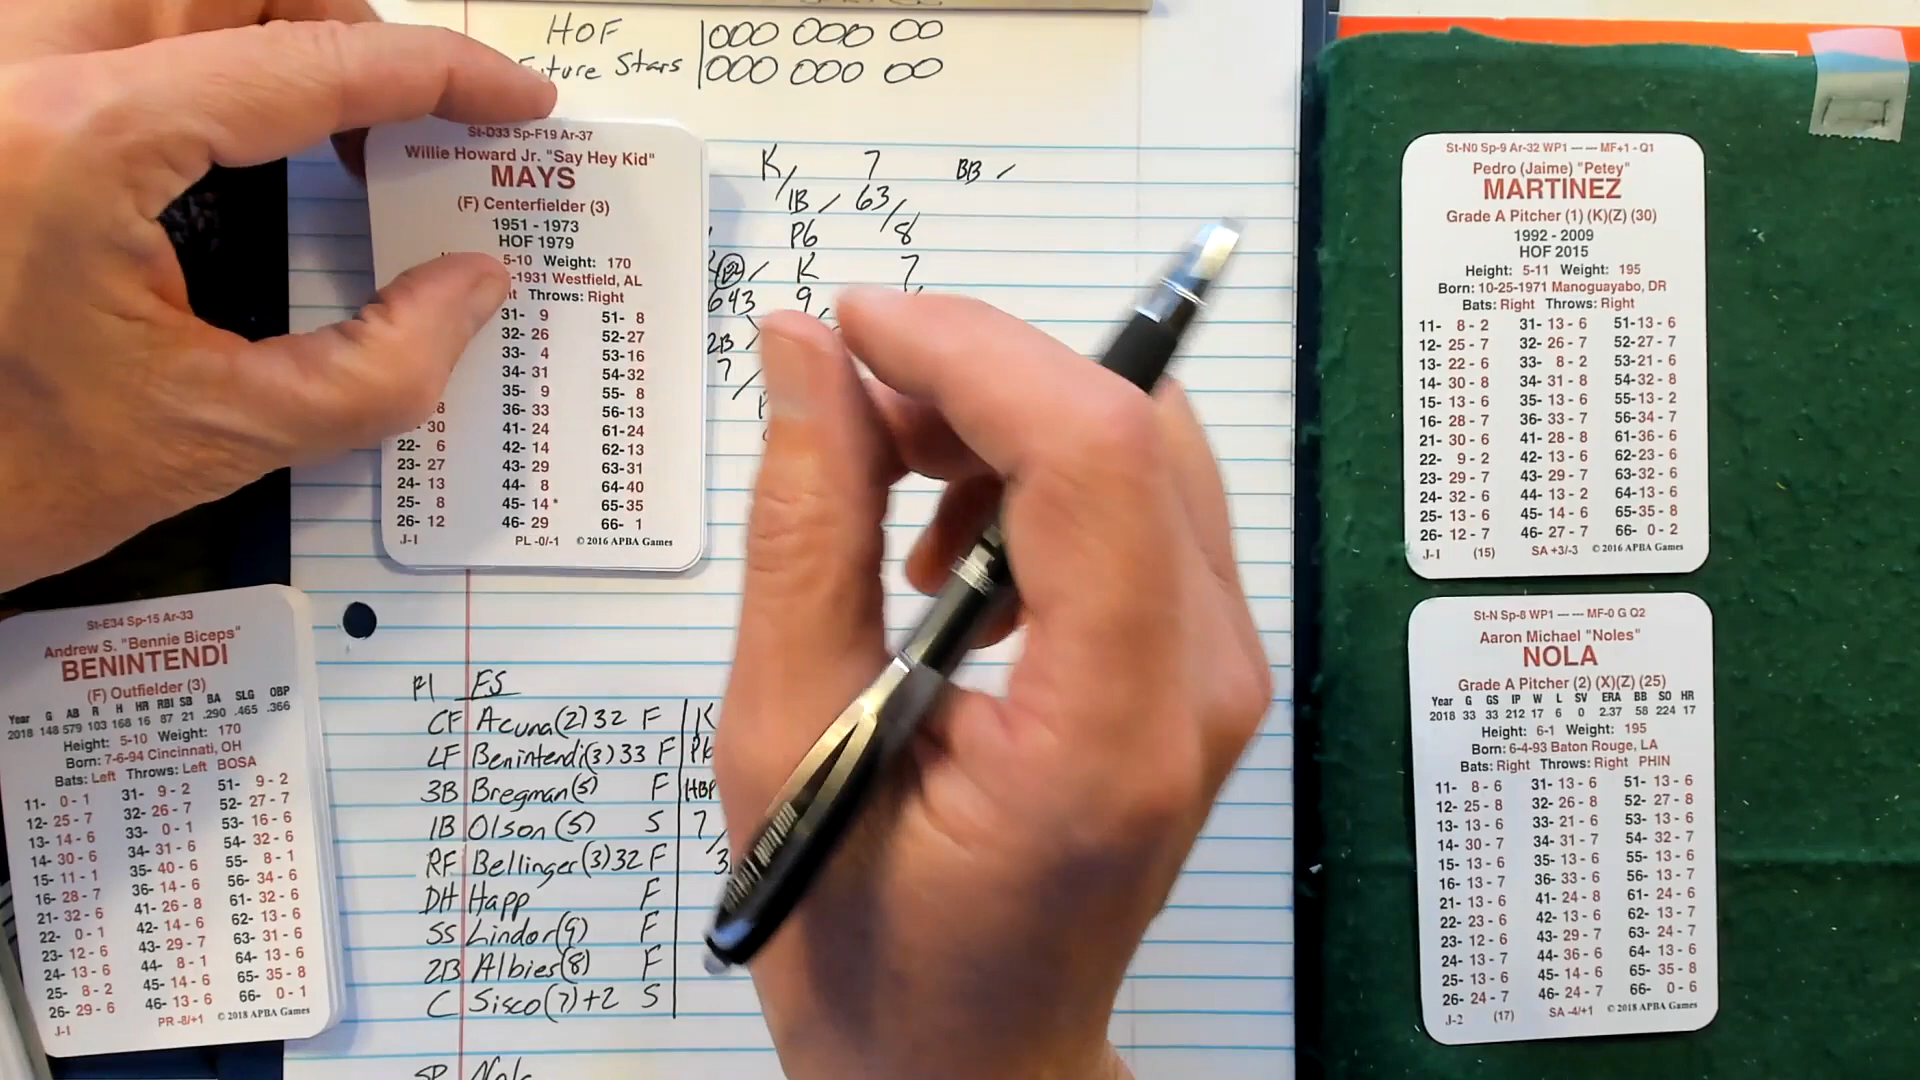 HOF 000 000 00
Future Stars 000 000 00
K 7 BB
1B 63
P6 8
K 7
643 9
2B
7
St-D33 Sp-F19 Ar-37
Willie Howard Jr. "Say Hey Kid"
MAYS
(F) Centerfielder (3)
1951 - 1973
HOF 1979
5-10 Weight: 170
-1931 Westfield, AL
Throws: Right
31- 9 51- 8
32- 26 52- 27
33- 4 53- 16
34- 31 54- 32
35- 9 55- 8
8 36- 33 56- 13
30 41- 24 61- 24
22- 6 42- 14 62- 13
23- 27 43- 29 63- 31
24- 13 44- 8 64- 40
25- 8 45- 14* 65- 35
26- 12 46- 29 66- 1
J-1 PL -0/-1 © 2016 APBA Games
St-N0 Sp-9 Ar-32 WP1 — — MF+1 - Q1
Pedro (Jaime) "Petey"
MARTINEZ
Grade A Pitcher (1) (K)(Z) (30)
1992 - 2009
HOF 2015
Height: 5-11 Weight: 195
Born: 10-25-1971 Manoguayabo, DR
Bats: Right Throws: Right
11- 8 - 2 31- 13 - 6 51- 13 - 6
12- 25 - 7 32- 26 - 7 52- 27 - 7
13- 22 - 6 33- 8 - 2 53- 21 - 6
14- 30 - 8 34- 31 - 8 54- 32 - 8
15- 13 - 6 35- 13 - 6 55- 13 - 2
16- 28 - 7 36- 33 - 7 56- 34 - 7
21- 30 - 6 41- 28 - 8 61- 36 - 6
22- 9 - 2 42- 13 - 6 62- 23 - 6
23- 29 - 7 43- 29 - 7 63- 32 - 6
24- 32 - 6 44- 13 - 2 64- 13 - 6
25- 13 - 6 45- 14 - 6 65- 35 - 8
26- 12 - 7 46- 27 - 7 66- 0 - 2
J-1 (15) SA +3/-3 © 2016 APBA Games
St-E34 Sp-15 Ar-33
Andrew S. "Bennie Biceps"
BENINTENDI
(F) Outfielder (3)
Year G AB R H HR RBI SB BA SLG OBP
2018 148 579 103 168 16 87 21 .290 .465 .366
Height: 5-10 Weight: 170
Born: 7-6-94 Cincinnati, OH
Bats: Left Throws: Left BOSA
11- 0 - 1 31- 9 - 2 51- 9 - 2
12- 25 - 7 32- 26 - 7 52- 27 - 7
13- 14 - 6 33- 0 - 1 53- 16 - 6
14- 30 - 6 34- 31 - 6 54- 32 - 6
15- 11 - 1 35- 40 - 6 55- 8 - 1
16- 28 - 7 36- 14 - 6 56- 34 - 6
21- 32 - 6 41- 26 - 8 61- 32 - 6
22- 0 - 1 42- 14 - 6 62- 13 - 6
23- 12 - 6 43- 29 - 7 63- 31 - 6
24- 13 - 6 44- 8 - 1 64- 13 - 6
25- 8 - 2 45- 14 - 6 65- 35 - 8
26- 29 - 6 46- 13 - 6 66- 0 - 1
J-1 PR -8/+1 © 2018 APBA Games
FS
CF Acuna(2)32 F K
LF Benintendi(3)33 F
3B Bregman(5) F HBP
1B Olson(5) S 7
RF Bellinger(3)32 F 3
DH Happ F
SS Lindor(9) F
2B Albies(8) F
C Sisco(7)+2 S
SP Nola
St-N Sp-8 WP1 — — MF-0 G Q2
Aaron Michael "Noles"
NOLA
Grade A Pitcher (2) (X)(Z) (25)
Year G GS IP W L SV ERA BB SO HR
2018 33 33 212 17 6 0 2.37 58 224 17
Height: 6-1 Weight: 195
Born: 6-4-93 Baton Rouge, LA
Bats: Right Throws: Right PHIN
11- 8 - 6 31- 13 - 6 51- 13 - 6
12- 25 - 8 32- 26 - 8 52- 27 - 8
13- 13 - 6 33- 21 - 6 53- 13 - 6
14- 30 - 7 34- 31 - 7 54- 32 - 7
15- 13 - 6 35- 13 - 6 55- 13 - 6
16- 13 - 7 36- 33 - 6 56- 13 - 7
21- 13 - 6 41- 24 - 8 61- 24 - 6
22- 23 - 6 42- 13 - 6 62- 13 - 7
23- 12 - 6 43- 29 - 7 63- 24 - 7
24- 13 - 7 44- 36 - 6 64- 13 - 6
25- 13 - 6 45- 14 - 6 65- 35 - 8
26- 24 - 7 46- 24 - 7 66- 0 - 6
J-2 (17) SA -4/+1 © 2018 APBA Games